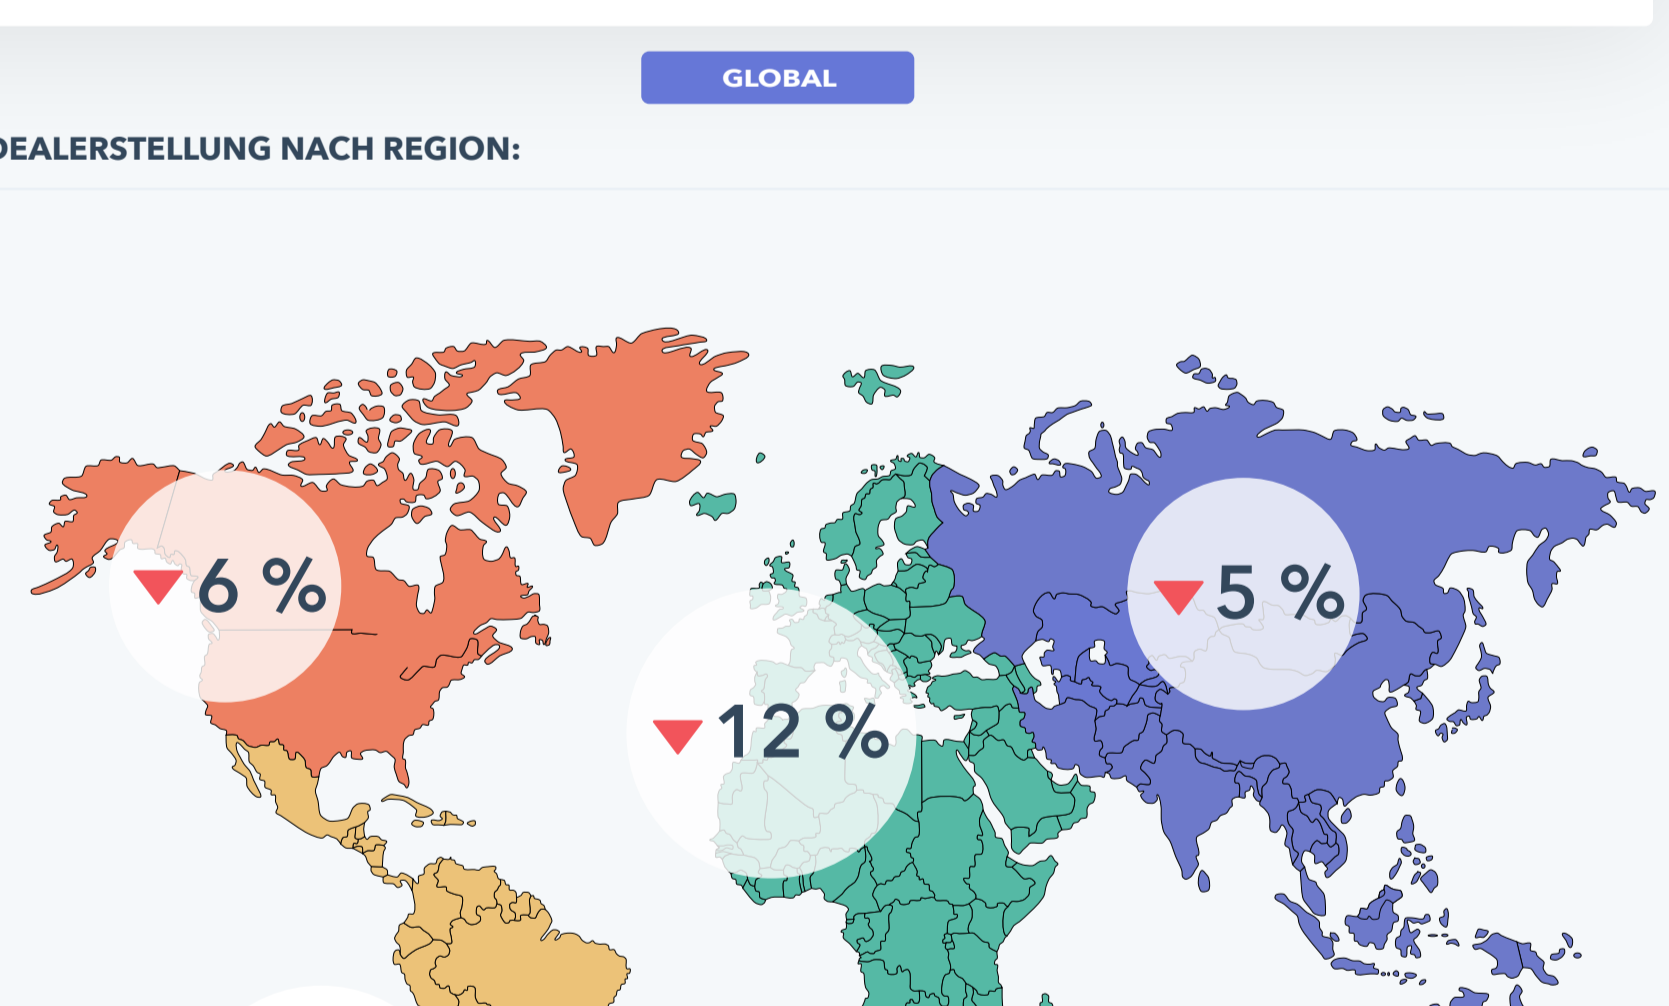 GLOBAL
DEALERSTELLUNG NACH REGION:
6 %
5 %
12 %